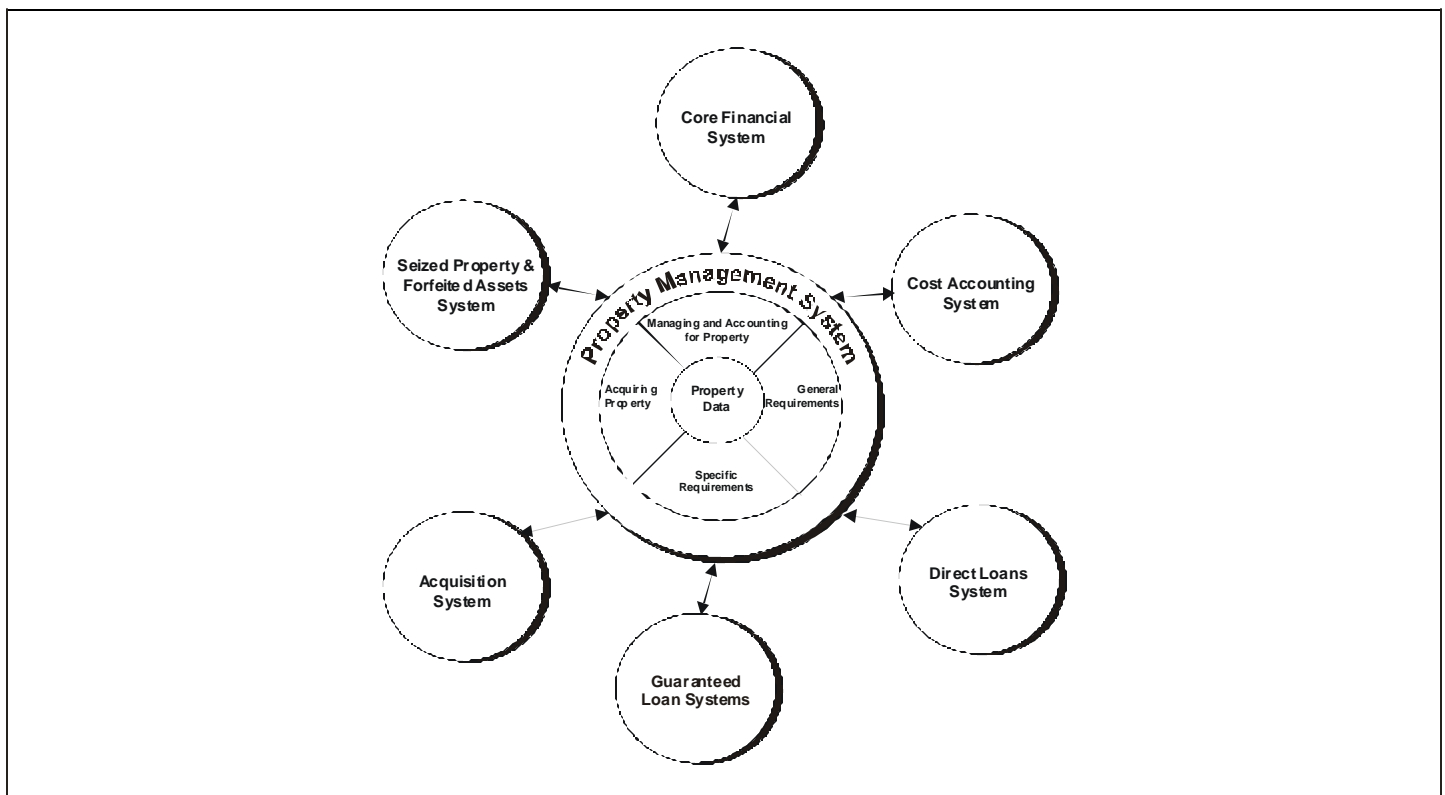 Core Financial
System
Seized Property &
Forfeited Assets
System
Cost Accounting
System
Property Management System
Managing and Accounting
for Property
Acquiring
Property
Property
Data
General
Requirements
Specific
Requirements
Acquisition
System
Direct Loans
System
Guaranteed
Loan Systems